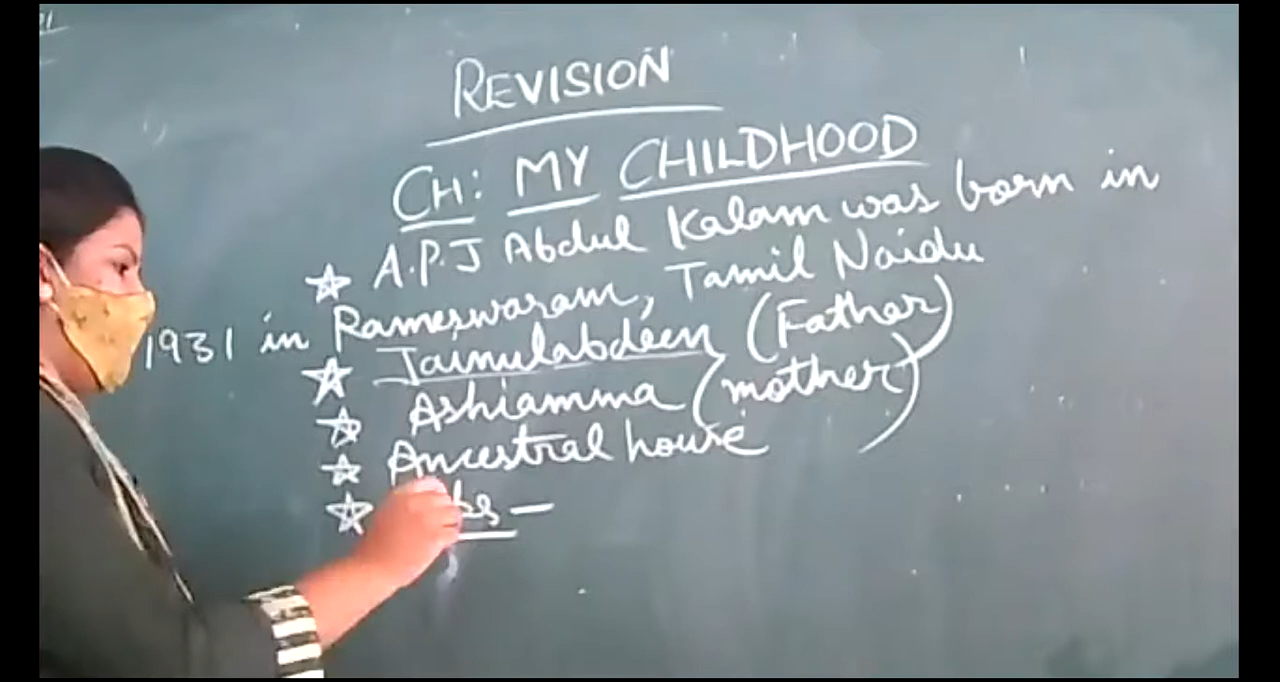 REVISION
CH: MY CHILDHOOD
☆ A.P.J Abdul Kalam was born in
1931 in Rameswaram, Tamil Naidu
☆ Jainulabdeen (Father)
☆ Ashiamma (mother)
☆ Ancestral house
☆ —